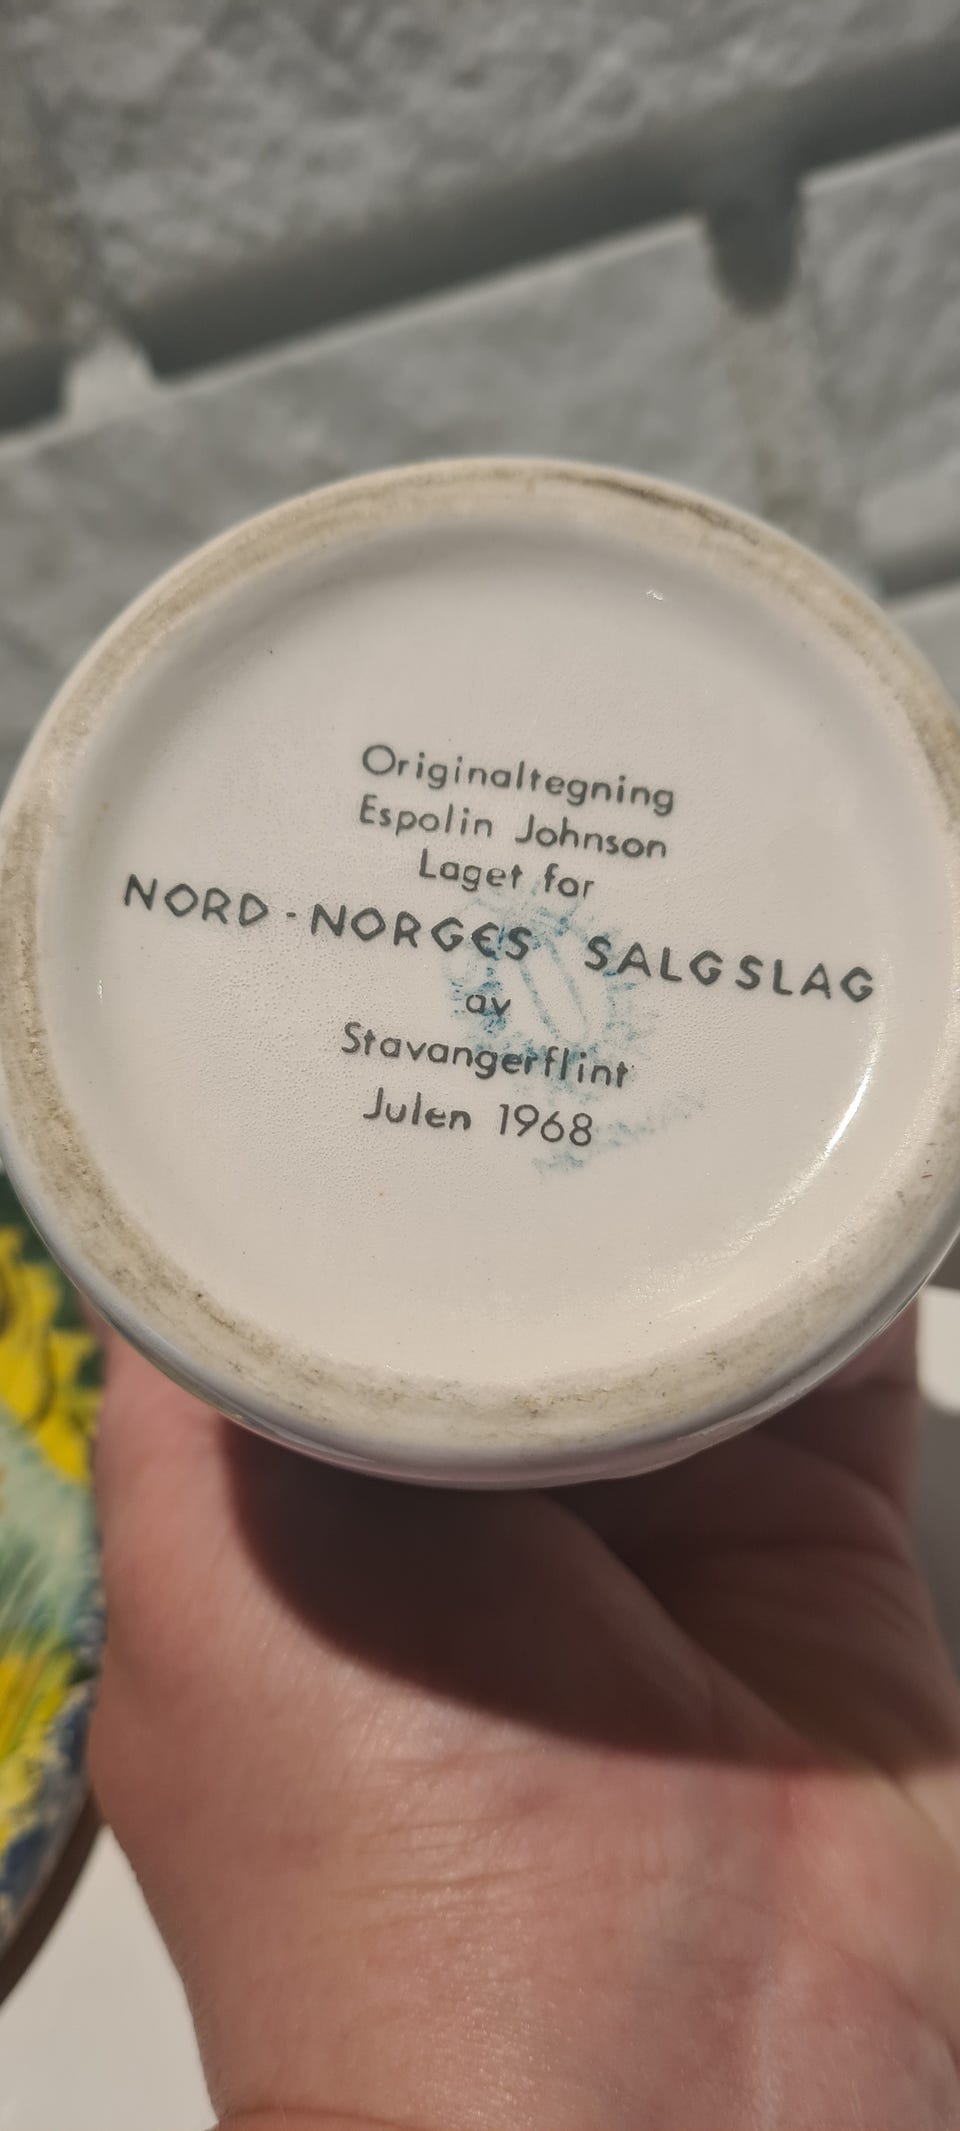 Originaltegning
Espolin Johnson
Laget for
NORD-NORGES SALGSLAG
av
Stavangerflint
Julen 1968